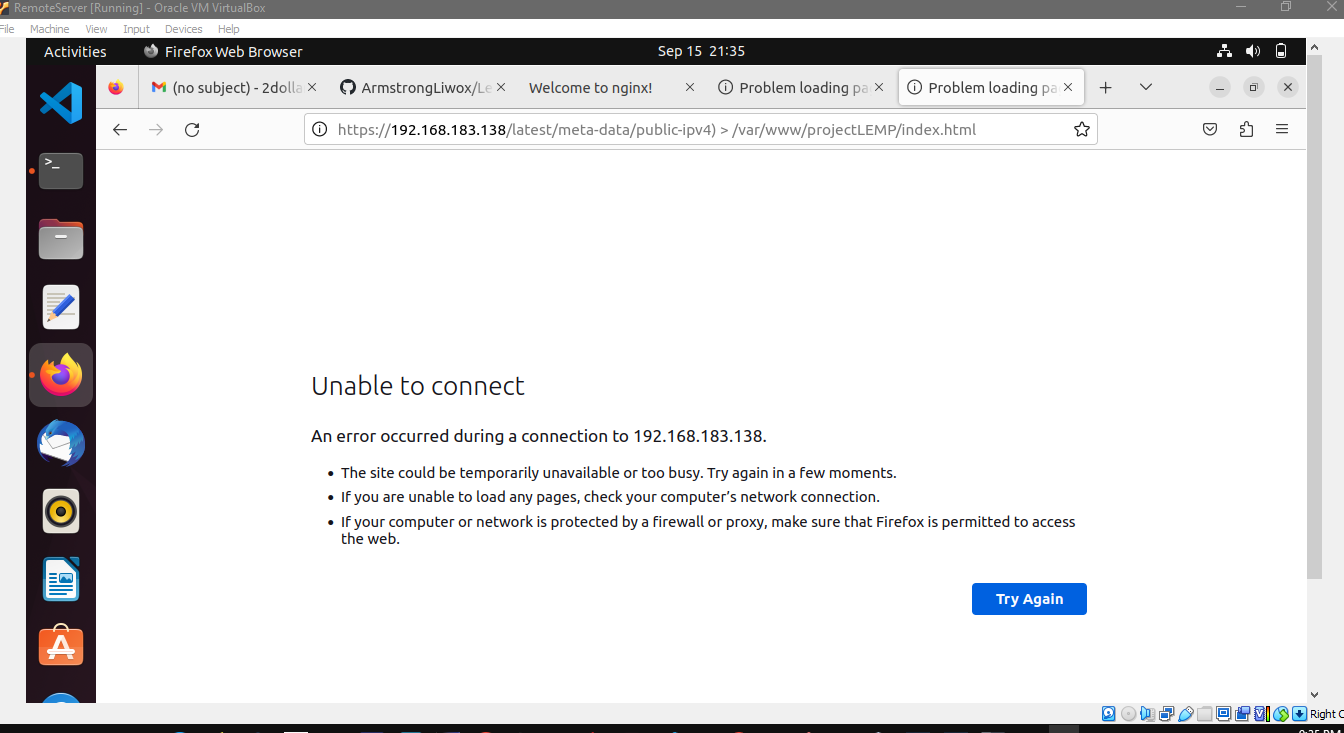 RemoteServer [Running] - Oracle VM VirtualBox
File Machine View Input Devices Help
Activities Firefox Web Browser Sep 15 21:35
(no subject) - 2dolla ArmstrongLiwox/Le Welcome to nginx! Problem loading pa Problem loading pa
https://192.168.183.138/latest/meta-data/public-ipv4) > /var/www/projectLEMP/index.html
Unable to connect
An error occurred during a connection to 192.168.183.138.
The site could be temporarily unavailable or too busy. Try again in a few moments.
If you are unable to load any pages, check your computer’s network connection.
If your computer or network is protected by a firewall or proxy, make sure that Firefox is permitted to access
the web.
Try Again
Right C